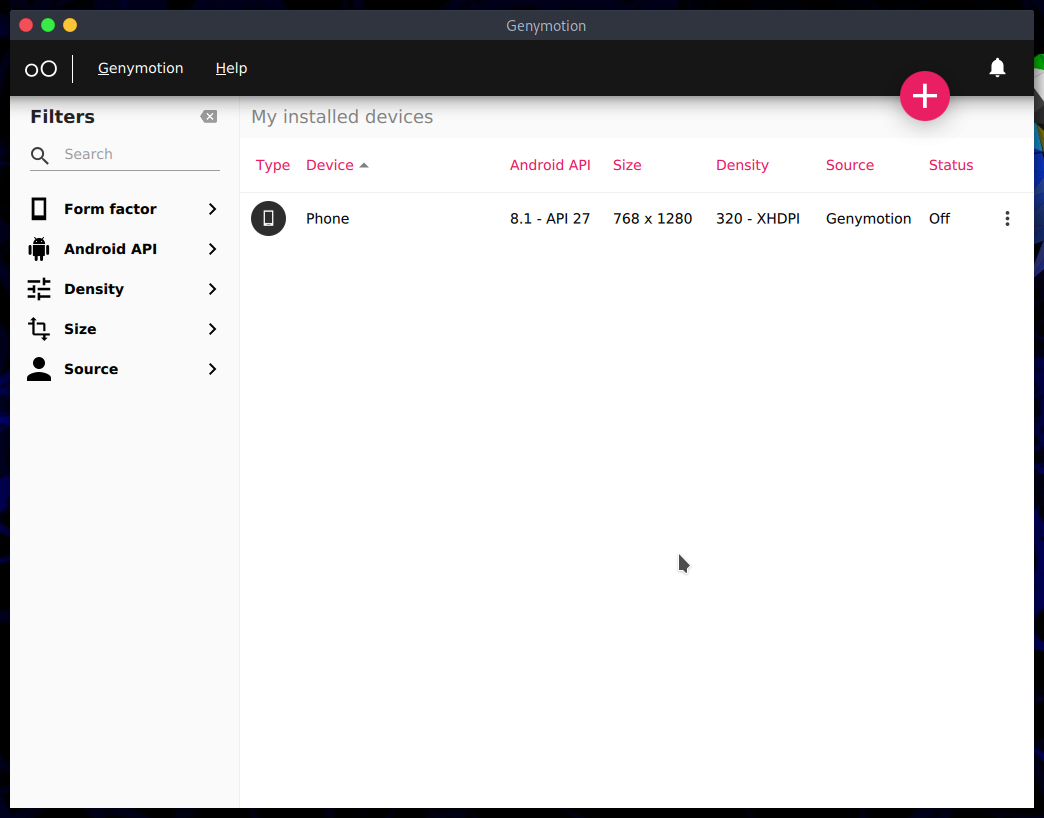 Genymotion
Genymotion Help
Filters
Search
Form factor
Android API
Density
Size
Source
My installed devices
Type Device Android API Size Density Source Status
Phone 8.1 - API 27 768 x 1280 320 - XHDPI Genymotion Off